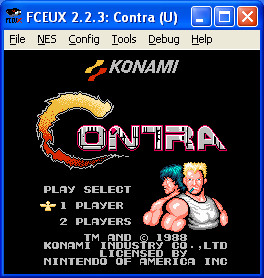 FCEUX 2.2.3: Contra (U)
File NES Config Tools Debug Help
KONAMI
CONTRA
PLAY SELECT
1 PLAYER
2 PLAYERS
TM AND © 1988
KONAMI INDUSTRY CO.,LTD
LICENSED BY
NINTENDO OF AMERICA INC